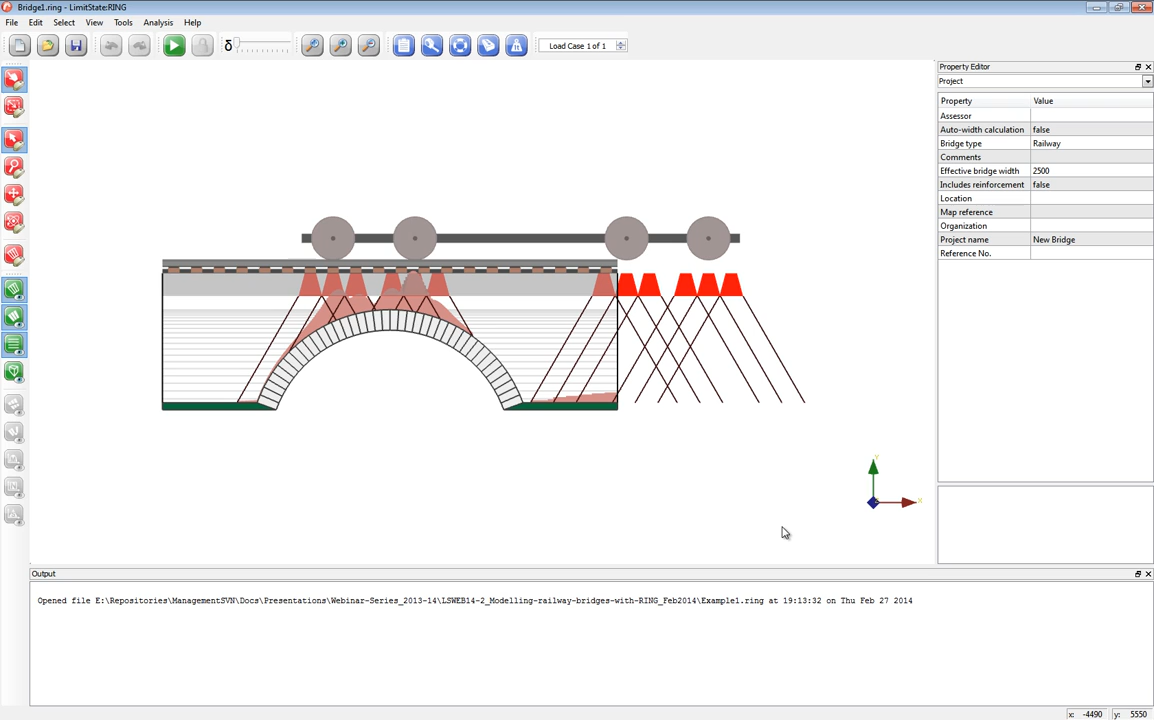 Bridge1.ring - LimitState:RING
File Edit Select View Tools Analysis Help
δ
Load Case 1 of 1
Property Editor
Project
Property Value
Assessor
Auto-width calculation false
Bridge type Railway
Comments
Effective bridge width 2500
Includes reinforcement false
Location
Map reference
Organization
Project name New Bridge
Reference No.
Y
X
Output
Opened file E:\Repositories\ManagementSVN\Docs\Presentations\Webinar-Series_2013-14\LSWEB14-2_Modelling-railway-bridges-with-RING_Feb2014\Example1.ring at 19:13:32 on Thu Feb 27 2014
x: -4490 y: 5550